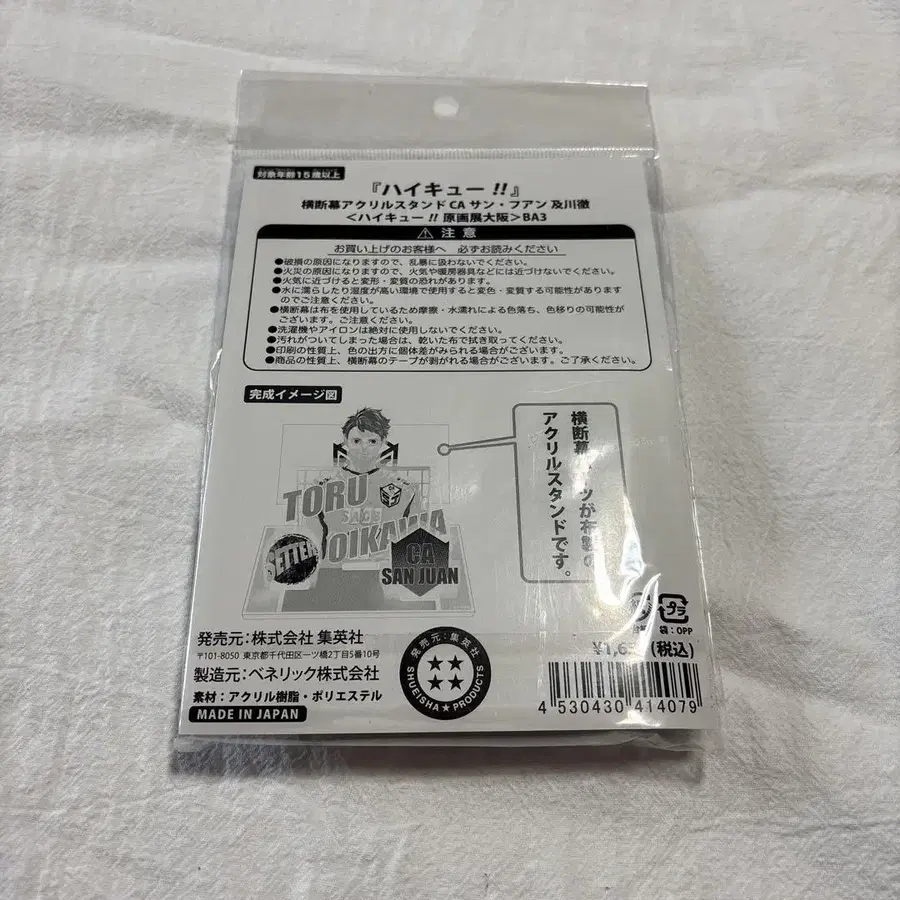 対象年齢15歳以上
『ハイキュー!!』
横断幕アクリルスタンド CA サン・フアン 及川徹
＜ハイキュー!! 原画展大阪＞BA3
⚠ 注意
お買い上げのお客様へ 必ずお読みください
●破損の原因になりますので、乱暴に扱わないでください。
●火災の原因になりますので、火気や暖房器具などには近づけないでください。
●火気に近づけると変形・変質の恐れがあります。
●水に濡らしたり湿度が高い環境で使用すると変色・変質する可能性があります
のでご注意ください。
●横断幕は布を使用しているため摩擦・水濡れによる色落ち、色移りの可能性が
ございます。ご注意ください。
●洗濯機やアイロンは絶対に使用しないでください。
●汚れがついてしまった場合は、乾いた布で拭き取ってください。
●印刷の性質上、色の出方に個体差がみられる場合がございます。
●商品の性質上、横断幕のテープが剥がれる場合がございます。ご了承ください。
完成イメージ図
横断幕 ツが布製の
アクリルスタンドです。
TORU
SAGE
OIKAWA
SETTER
CA
SAN JUAN
発売元:株式会社 集英社
〒101-8050 東京都千代田区一ツ橋2丁目5番10号
製造元:ベネリック株式会社
素材：アクリル樹脂・ポリエステル
MADE IN JAPAN
発売元:集英社
SHUEISHA★PRODUCTS
プラ
袋：OPP
(税込)
4 530430 414079